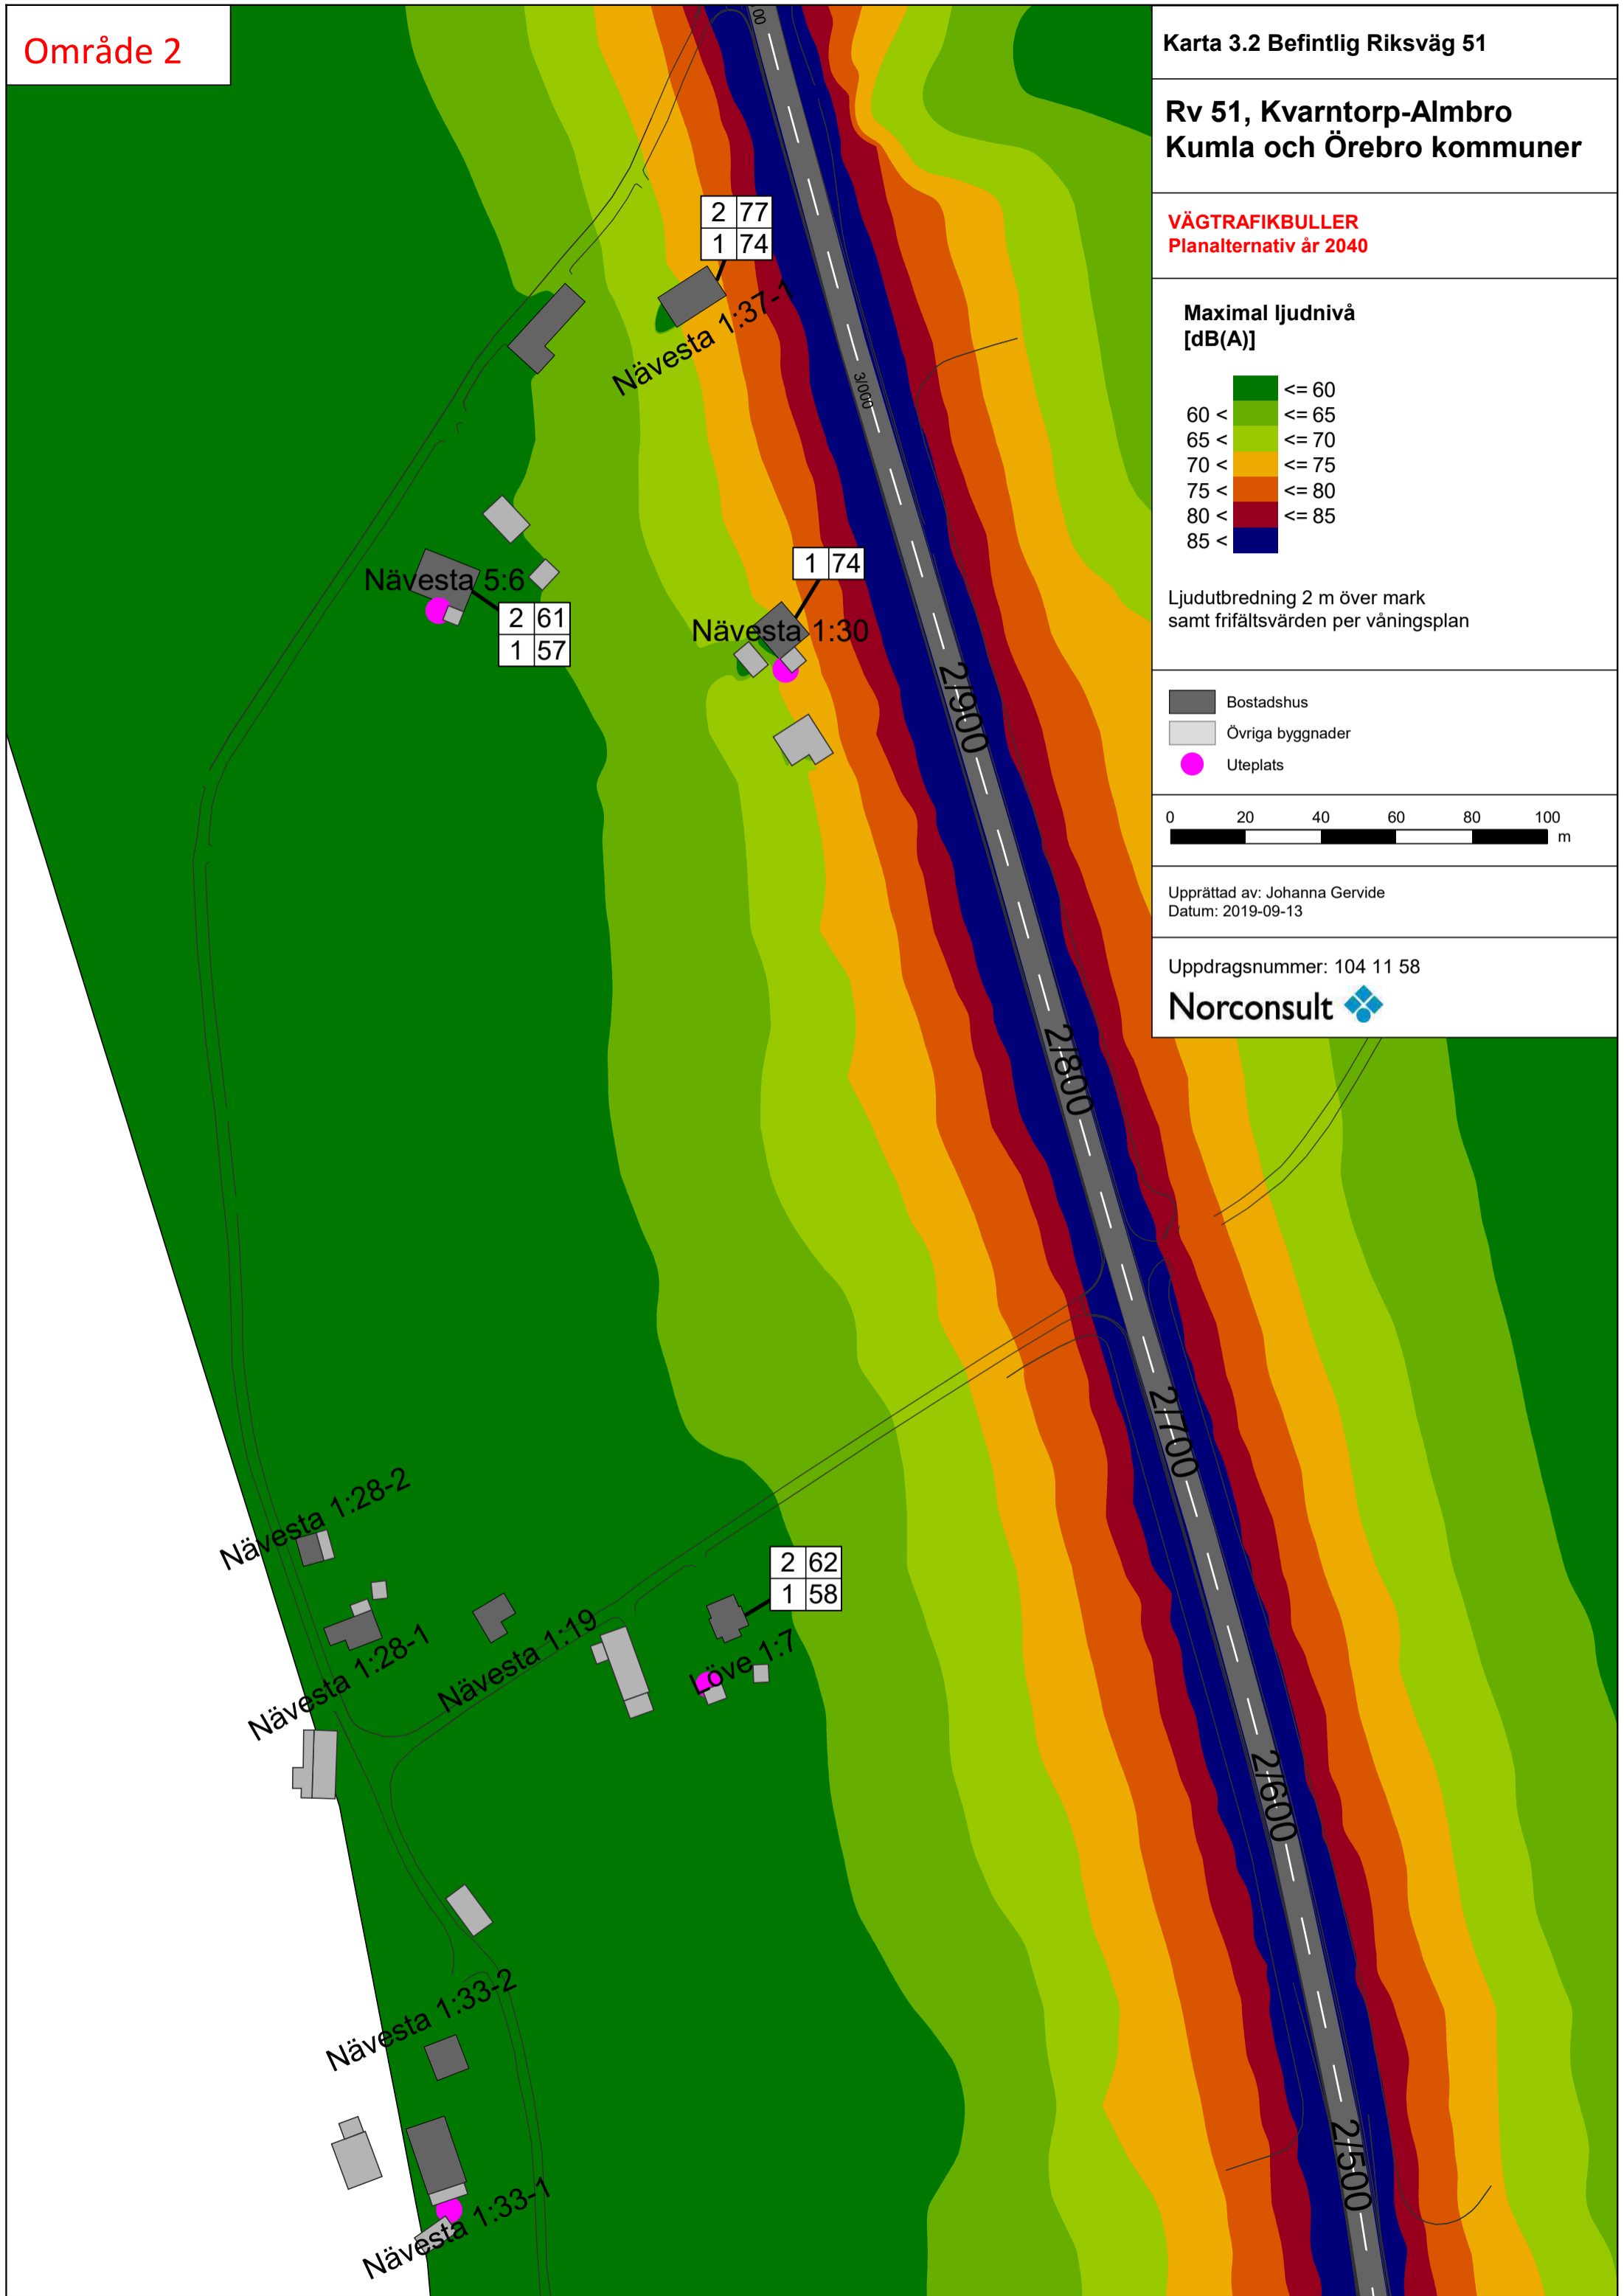 Område 2
Karta 3.2 Befintlig Riksväg 51
Rv 51, Kvarntorp-Almbro
Kumla och Örebro kommuner
VÄGTRAFIKBULLER
Planalternativ år 2040
Maximal ljudnivå
[dB(A)]
<= 60
60 < <= 65
65 < <= 70
70 < <= 75
75 < <= 80
80 < <= 85
85 <
Ljudutbredning 2 m över mark
samt frifältsvärden per våningsplan
Bostadshus
Övriga byggnader
Uteplats
0 20 40 60 80 100
m
Upprättad av: Johanna Gervide
Datum: 2019-09-13
Uppdragsnummer: 104 11 58
Norconsult
2 77
1 74
Nävesta 1:37-1
3/000
Nävesta 5:6
2 61
1 57
1 74
Nävesta 1:30
2/900
2/800
2/700
Nävesta 1:28-2
Nävesta 1:28-1
Nävesta 1:19
2 62
1 58
Löve 1:7
2/600
Nävesta 1:33-2
2/500
Nävesta 1:33-1